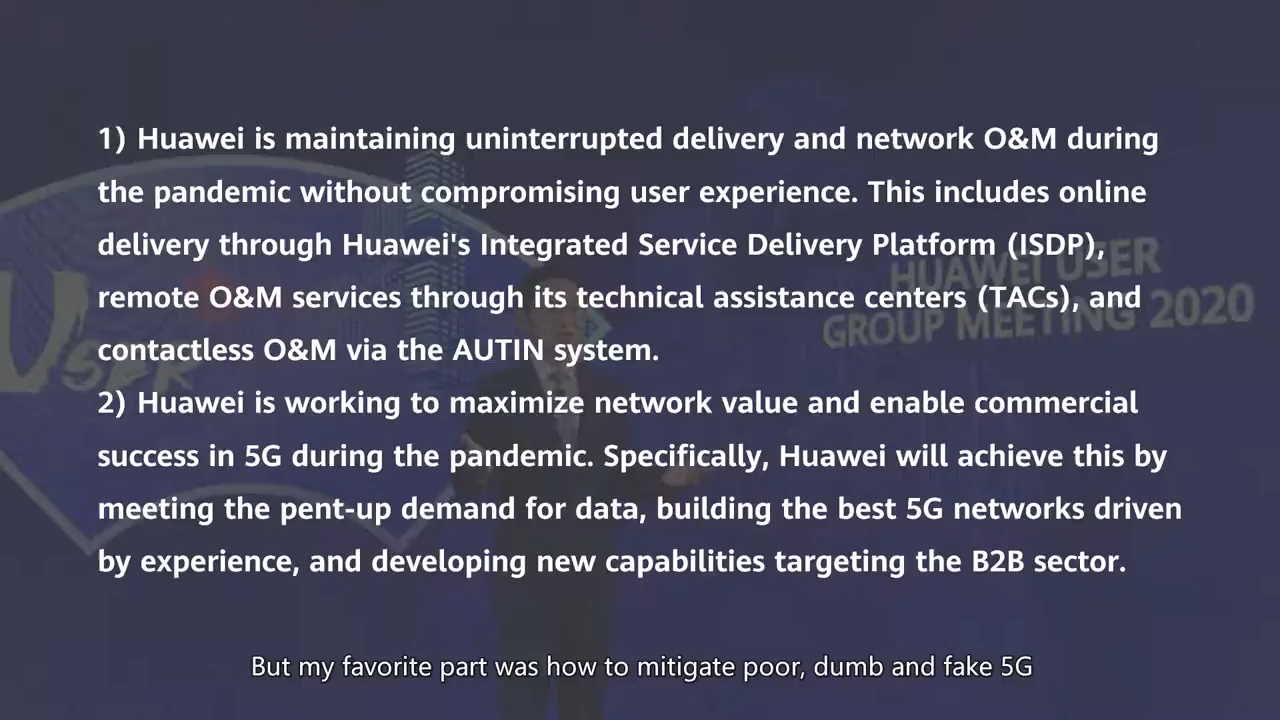 1) Huawei is maintaining uninterrupted delivery and network O&M during
the pandemic without compromising user experience. This includes online
delivery through Huawei's Integrated Service Delivery Platform (ISDP),
remote O&M services through its technical assistance centers (TACs), and
contactless O&M via the AUTIN system.
2) Huawei is working to maximize network value and enable commercial
success in 5G during the pandemic. Specifically, Huawei will achieve this by
meeting the pent-up demand for data, building the best 5G networks driven
by experience, and developing new capabilities targeting the B2B sector.
HUAWEI USER
GROUP MEETING 2020
But my favorite part was how to mitigate poor, dumb and fake 5G